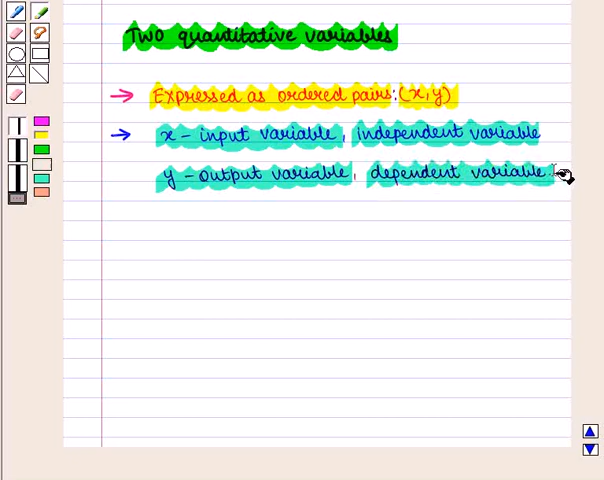 Two quantitative variables
→ Expressed as ordered pairs:(x,y)
→ x - input variable, independent variable
y - output variable, dependent variable.